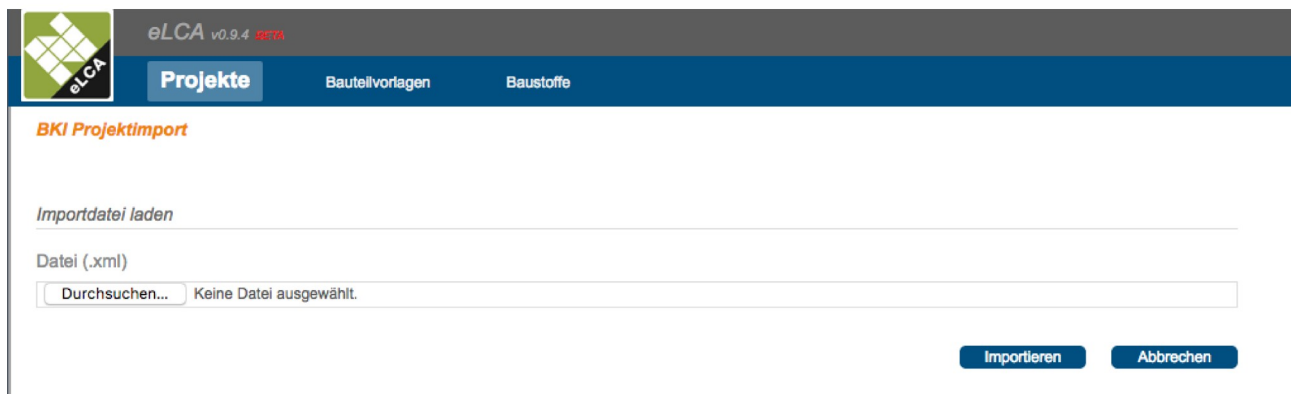 eLCA v0.9.4 BETA
eLCA
Projekte Bauteilvorlagen Baustoffe
BKI Projektimport
Importdatei laden
Datei (.xml)
Durchsuchen... Keine Datei ausgewählt.
Importieren Abbrechen